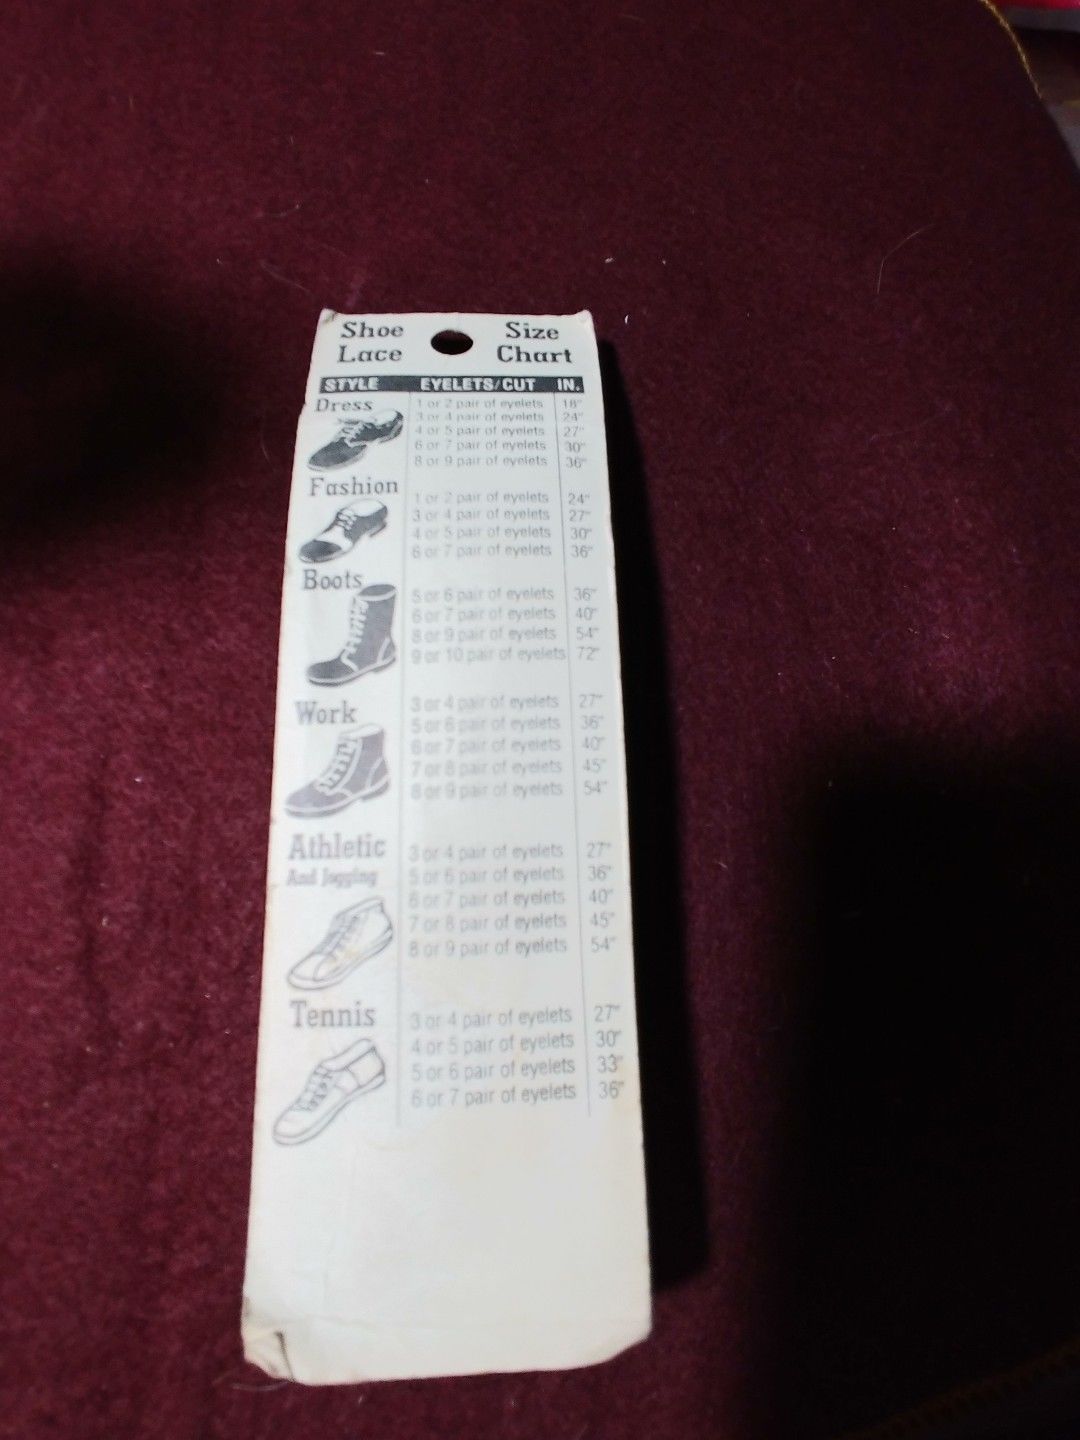 Shoe Lace Size Chart
STYLE EYELETS/CUT IN.
Dress
1 or 2 pair of eyelets 18"
3 or 4 pair of eyelets 24"
4 or 5 pair of eyelets 27"
6 or 7 pair of eyelets 30"
8 or 9 pair of eyelets 36"
Fashion
1 or 2 pair of eyelets 24"
3 or 4 pair of eyelets 27"
4 or 5 pair of eyelets 30"
6 or 7 pair of eyelets 36"
Boots
5 or 6 pair of eyelets 36"
6 or 7 pair of eyelets 40"
8 or 9 pair of eyelets 54"
9 or 10 pair of eyelets 72"
Work
3 or 4 pair of eyelets 27"
5 or 6 pair of eyelets 36"
6 or 7 pair of eyelets 40"
7 or 8 pair of eyelets 45"
8 or 9 pair of eyelets 54"
Athletic
And Jogging
3 or 4 pair of eyelets 27"
5 or 6 pair of eyelets 36"
6 or 7 pair of eyelets 40"
7 or 8 pair of eyelets 45"
8 or 9 pair of eyelets 54"
Tennis
3 or 4 pair of eyelets 27"
4 or 5 pair of eyelets 30"
5 or 6 pair of eyelets 33"
6 or 7 pair of eyelets 36"